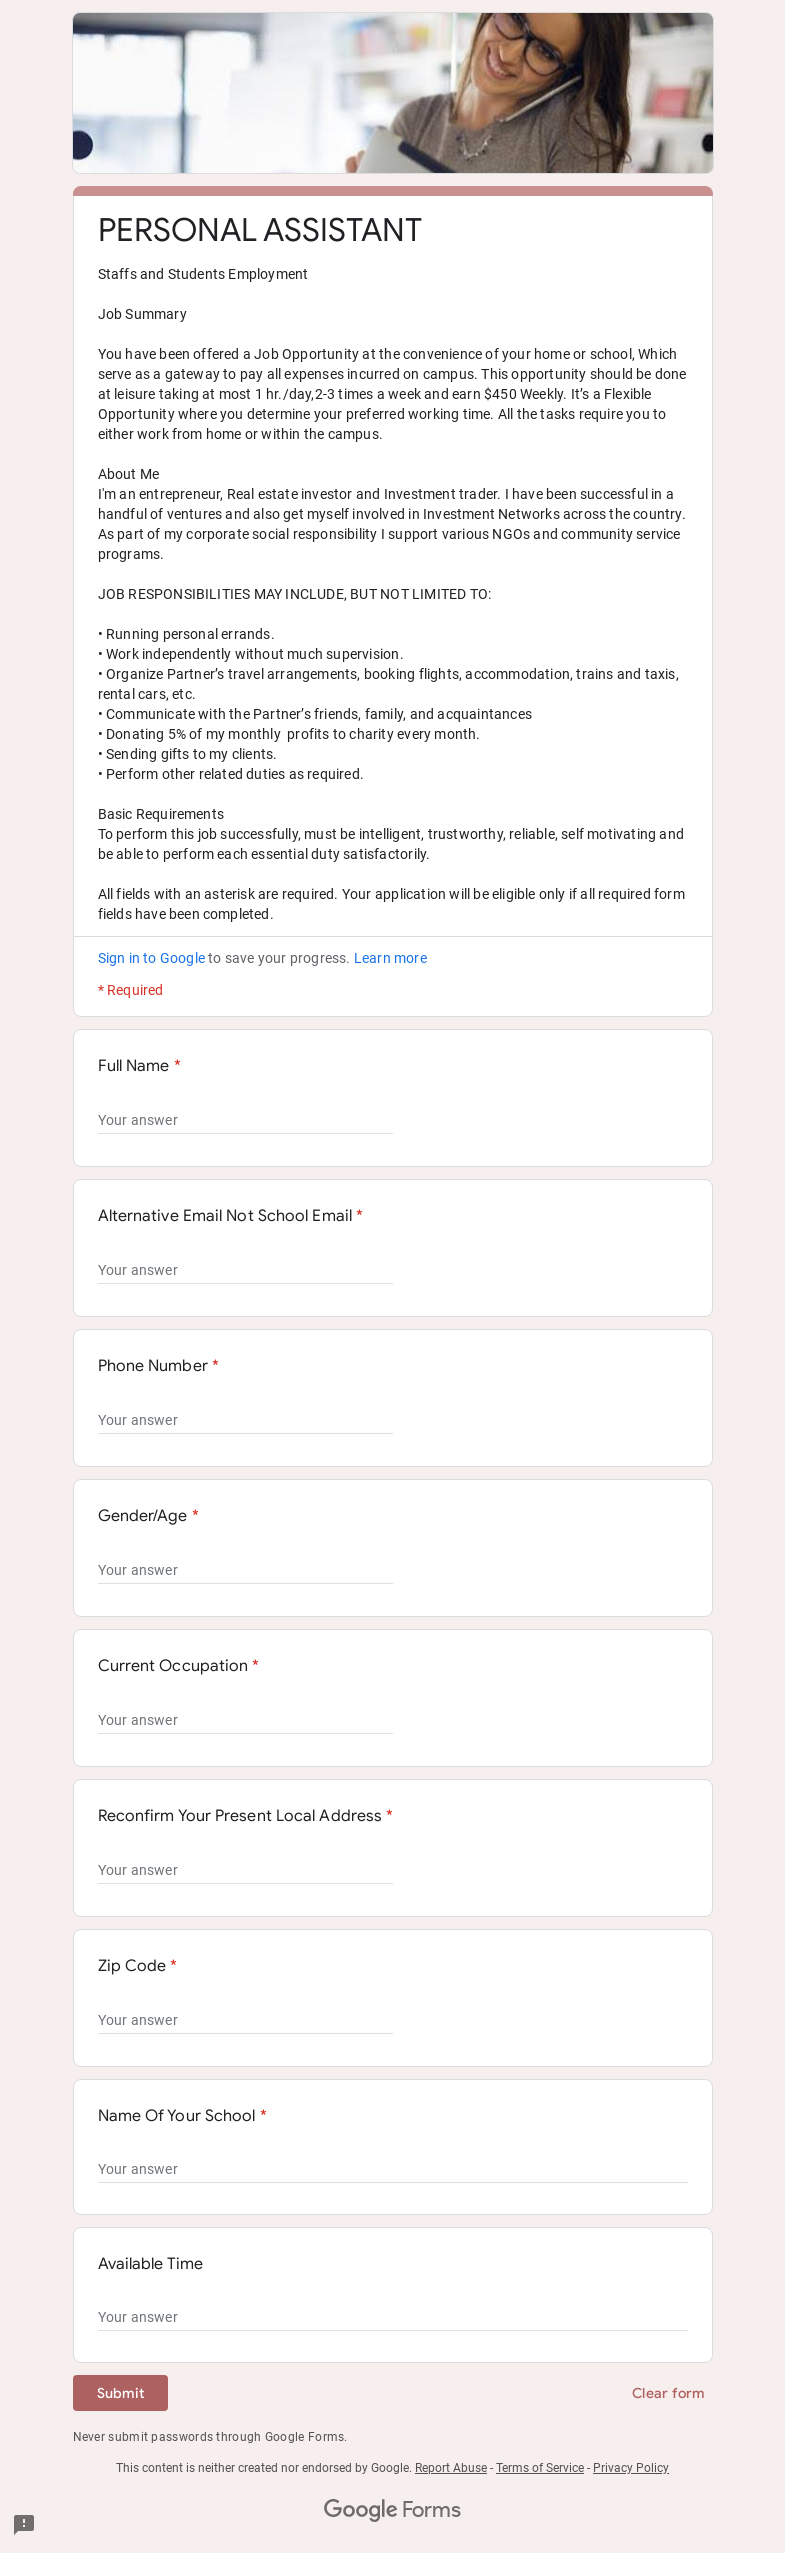 PERSONAL ASSISTANT
Staffs and Students Employment
Job Summary
You have been offered a Job Opportunity at the convenience of your home or school, Which
serve as a gateway to pay all expenses incurred on campus. This opportunity should be done
at leisure taking at most 1 hr./day,2-3 times a week and earn $450 Weekly. It’s a Flexible
Opportunity where you determine your preferred working time. All the tasks require you to
either work from home or within the campus.
About Me
I'm an entrepreneur, Real estate investor and Investment trader. I have been successful in a
handful of ventures and also get myself involved in Investment Networks across the country.
As part of my corporate social responsibility I support various NGOs and community service
programs.
JOB RESPONSIBILITIES MAY INCLUDE, BUT NOT LIMITED TO:
• Running personal errands.
• Work independently without much supervision.
• Organize Partner’s travel arrangements, booking flights, accommodation, trains and taxis,
rental cars, etc.
• Communicate with the Partner’s friends, family, and acquaintances
• Donating 5% of my monthly  profits to charity every month.
• Sending gifts to my clients.
• Perform other related duties as required.
Basic Requirements
To perform this job successfully, must be intelligent, trustworthy, reliable, self motivating and
be able to perform each essential duty satisfactorily.
All fields with an asterisk are required. Your application will be eligible only if all required form
fields have been completed.
Sign in to Google to save your progress. Learn more
* Required
Full Name *
Your answer
Alternative Email Not School Email *
Your answer
Phone Number *
Your answer
Gender/Age *
Your answer
Current Occupation *
Your answer
Reconfirm Your Present Local Address *
Your answer
Zip Code *
Your answer
Name Of Your School *
Your answer
Available Time
Your answer
Submit
Clear form
Never submit passwords through Google Forms.
This content is neither created nor endorsed by Google. Report Abuse - Terms of Service - Privacy Policy
Google Forms